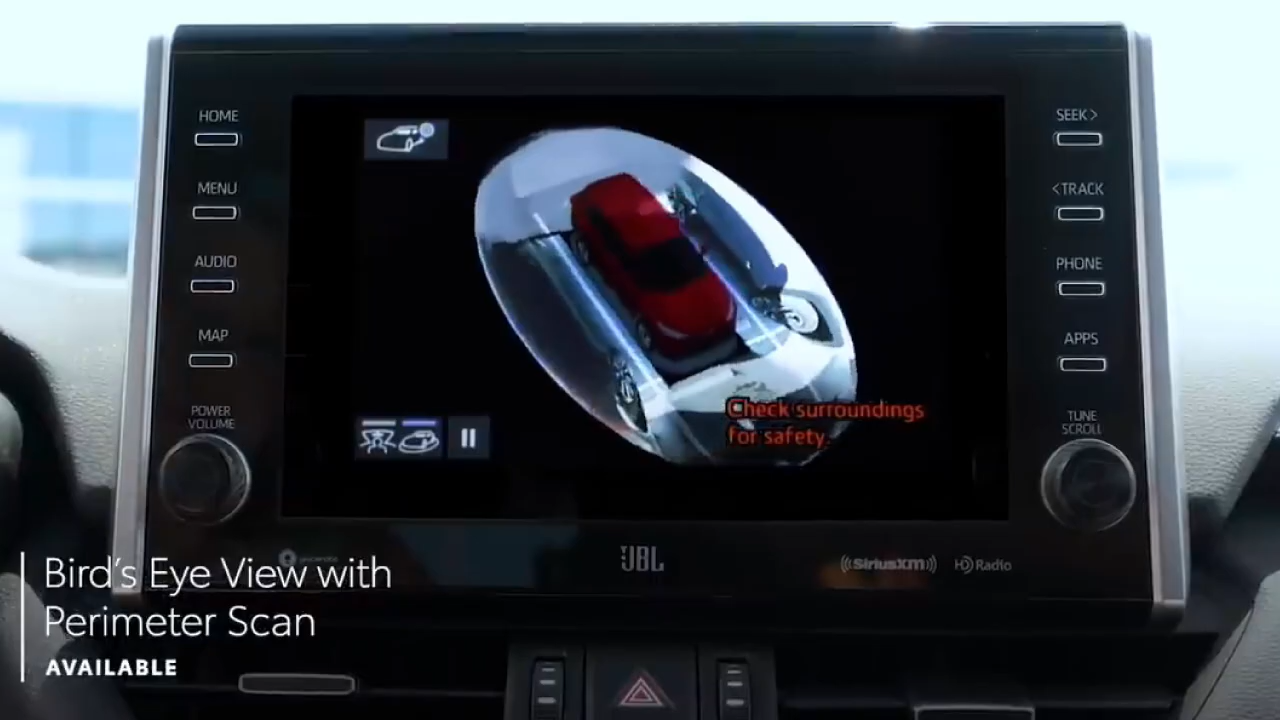 HOME
MENU
AUDIO
MAP
POWER
VOLUME
SEEK>
<TRACK
PHONE
APPS
TUNE
SCROLL
Check surroundings
for safety.
JBL
((SiriusXM))
HD Radio
Bird's Eye View with
Perimeter Scan
AVAILABLE